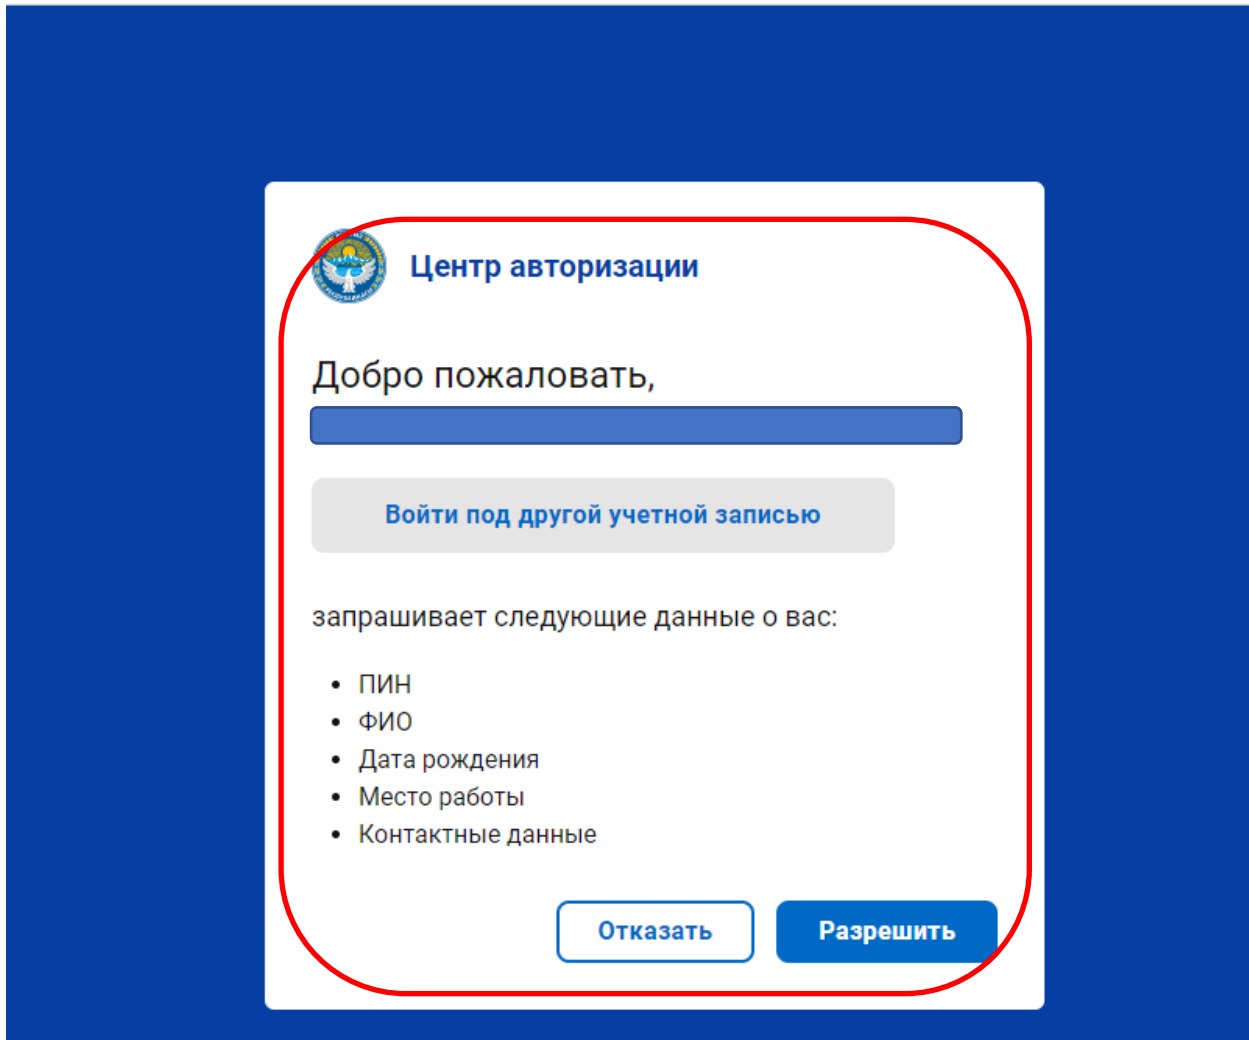 Центр авторизации
Добро пожаловать,
Войти под другой учетной записью
запрашивает следующие данные о вас:
• ПИН
• ФИО
• Дата рождения
• Место работы
• Контактные данные
Отказать
Разрешить